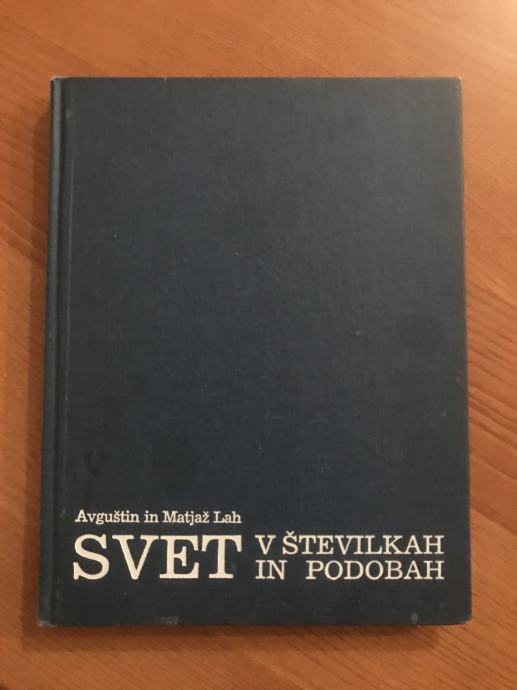 Avguštin in Matjaž Lah
SVET V ŠTEVILKAH
IN PODOBAH